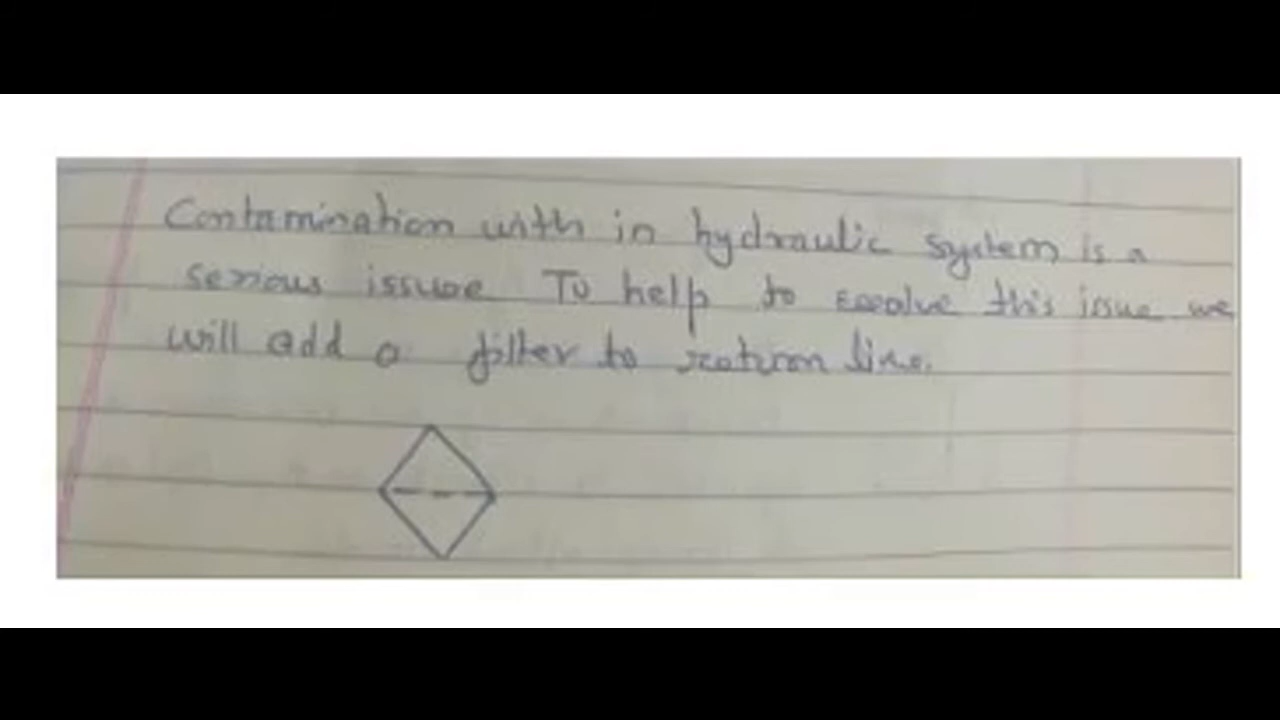 Contamination with in hydraulic system is a
serious issue To help to resolve this issue we
will add a filter to return line.